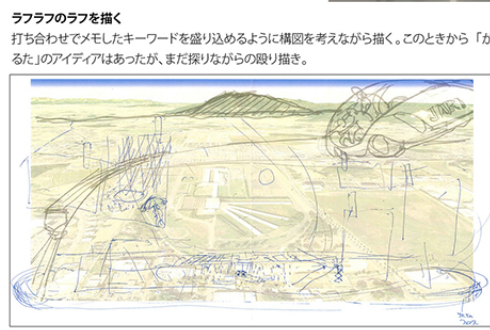 ラフラフのラフを描く
打ち合わせでメモしたキーワードを盛り込めるように構図を考えながら描く。このときから「か
るた」のアイディアはあったが、まだ探りながらの殴り描き。